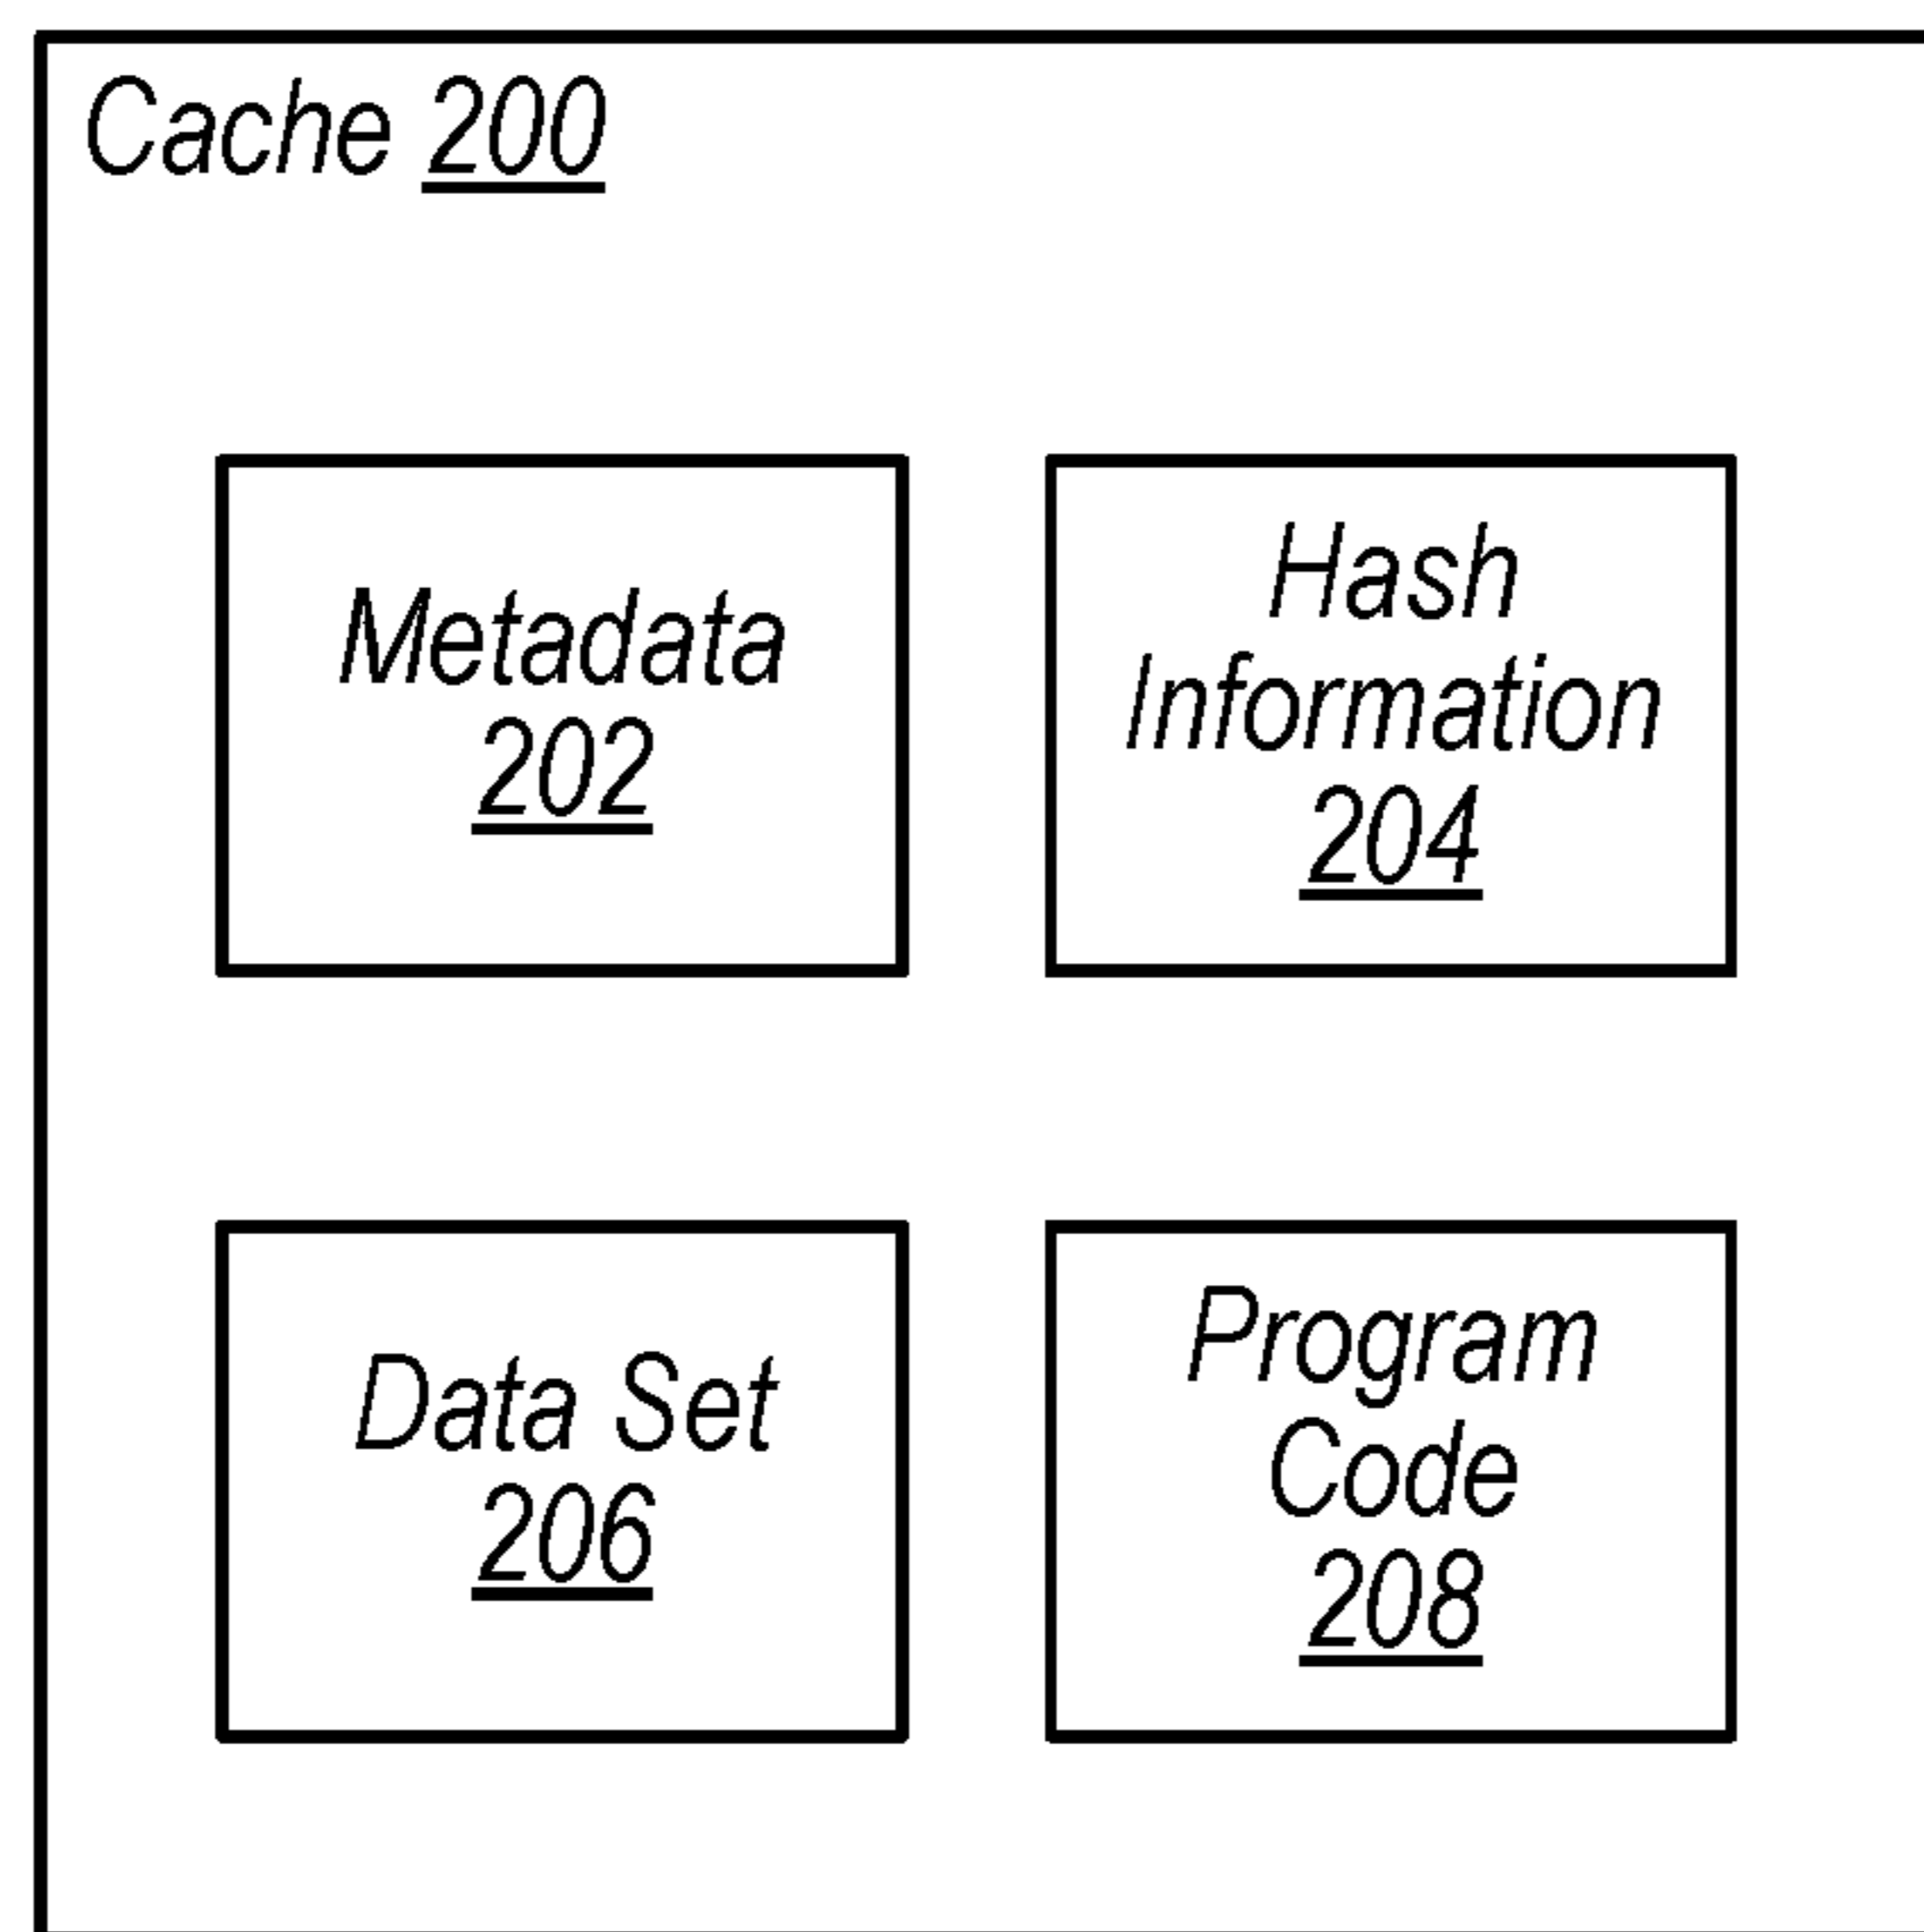 Cache 200
Metadata
202
Hash
Information
204
Data Set
206
Program
Code
208